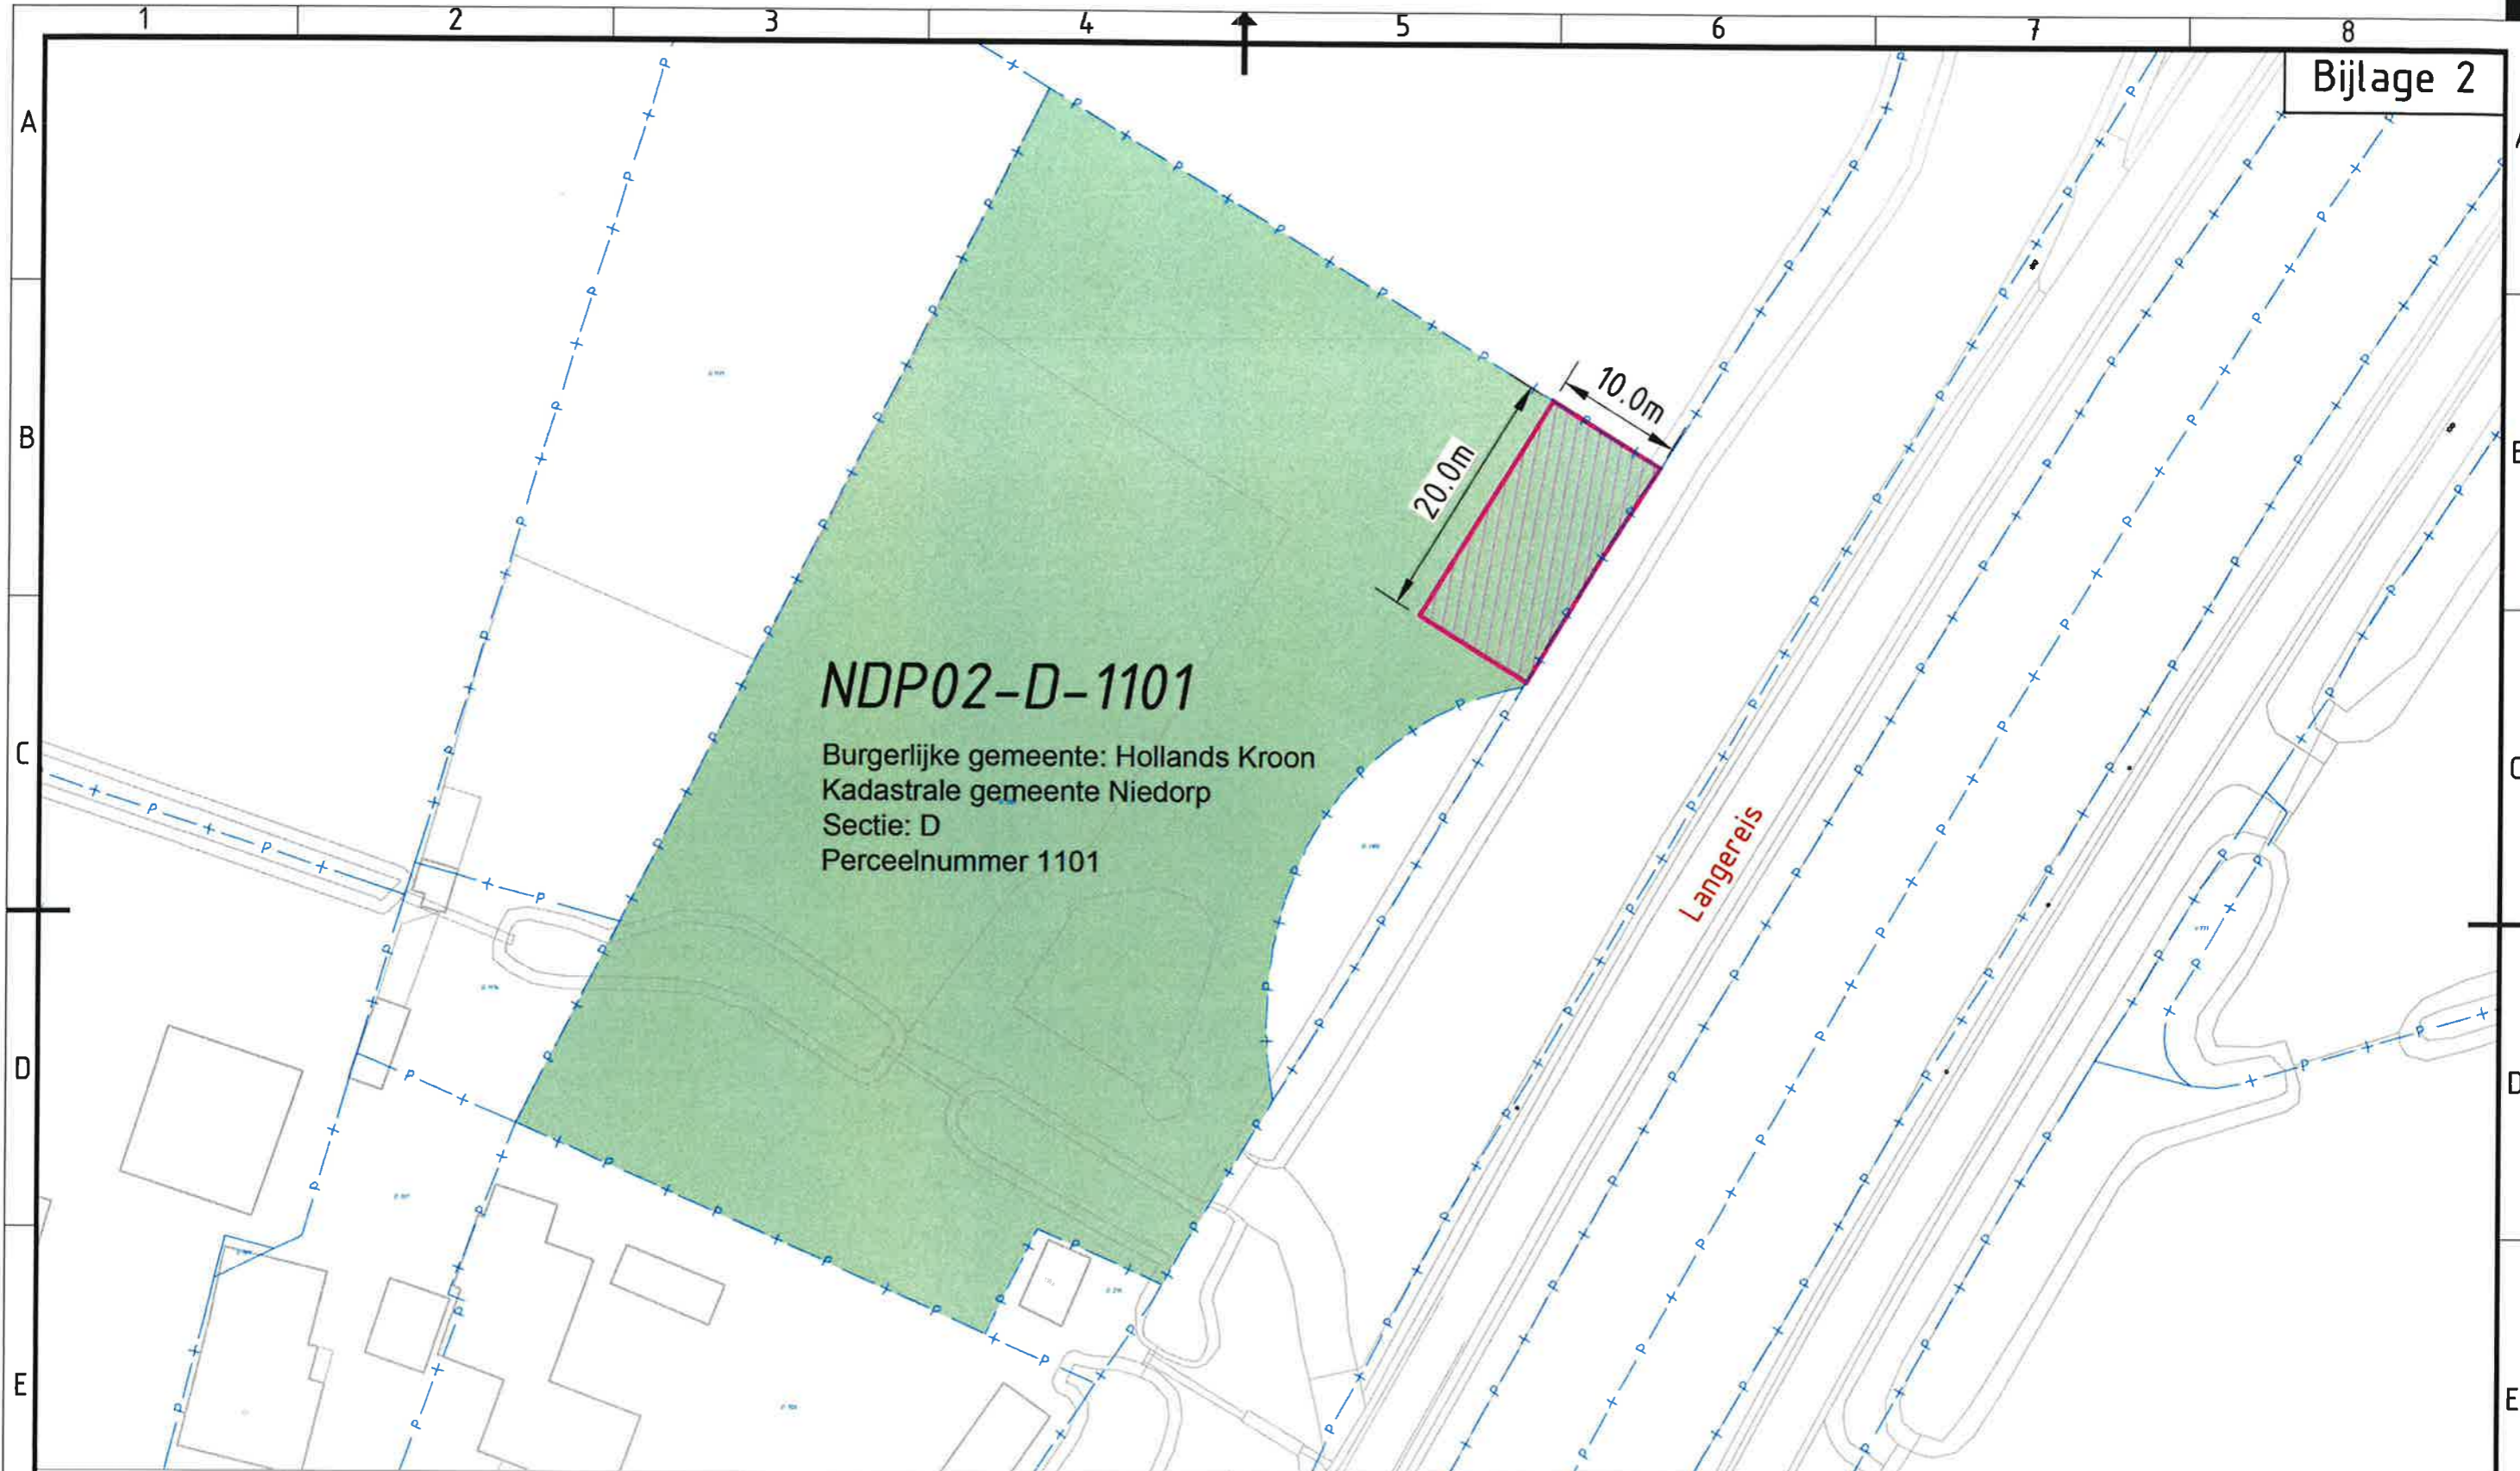 1 2 3 4 5 6 7 8
Bijlage 2
A
B
C
D
E
10.0m
20.0m
NDP02-D-1101
Burgerlijke gemeente: Hollands Kroon
Kadastrale gemeente Niedorp
Sectie: D
Perceelnummer 1101
Langereis